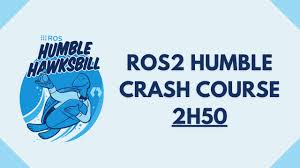 ROS
HUMBLE
HAWKSBILL
ROS2 HUMBLE
CRASH COURSE
2H50